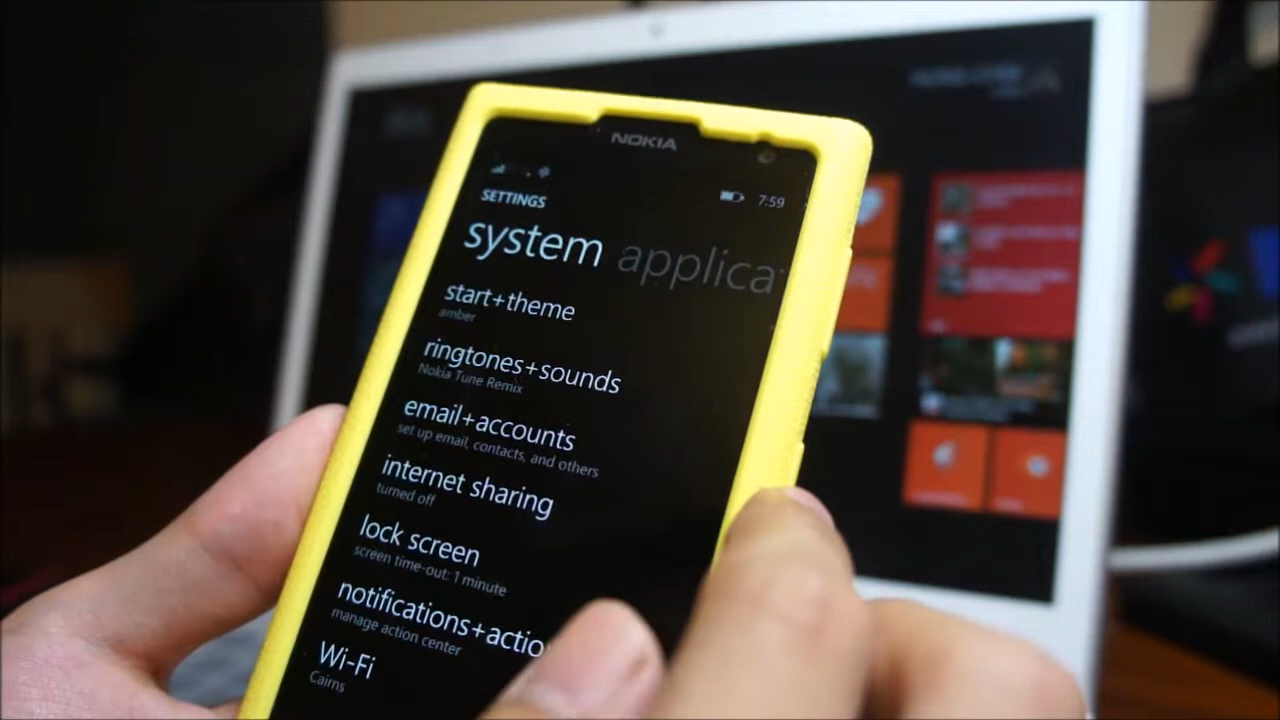 NOKIA
7:59
SETTINGS
system applica
start+theme
amber
ringtones+sounds
Nokia Tune Remix
email+accounts
set up email, contacts, and others
internet sharing
turned off
lock screen
screen time-out: 1 minute
notifications+actio
manage action center
Wi-Fi
Cairns